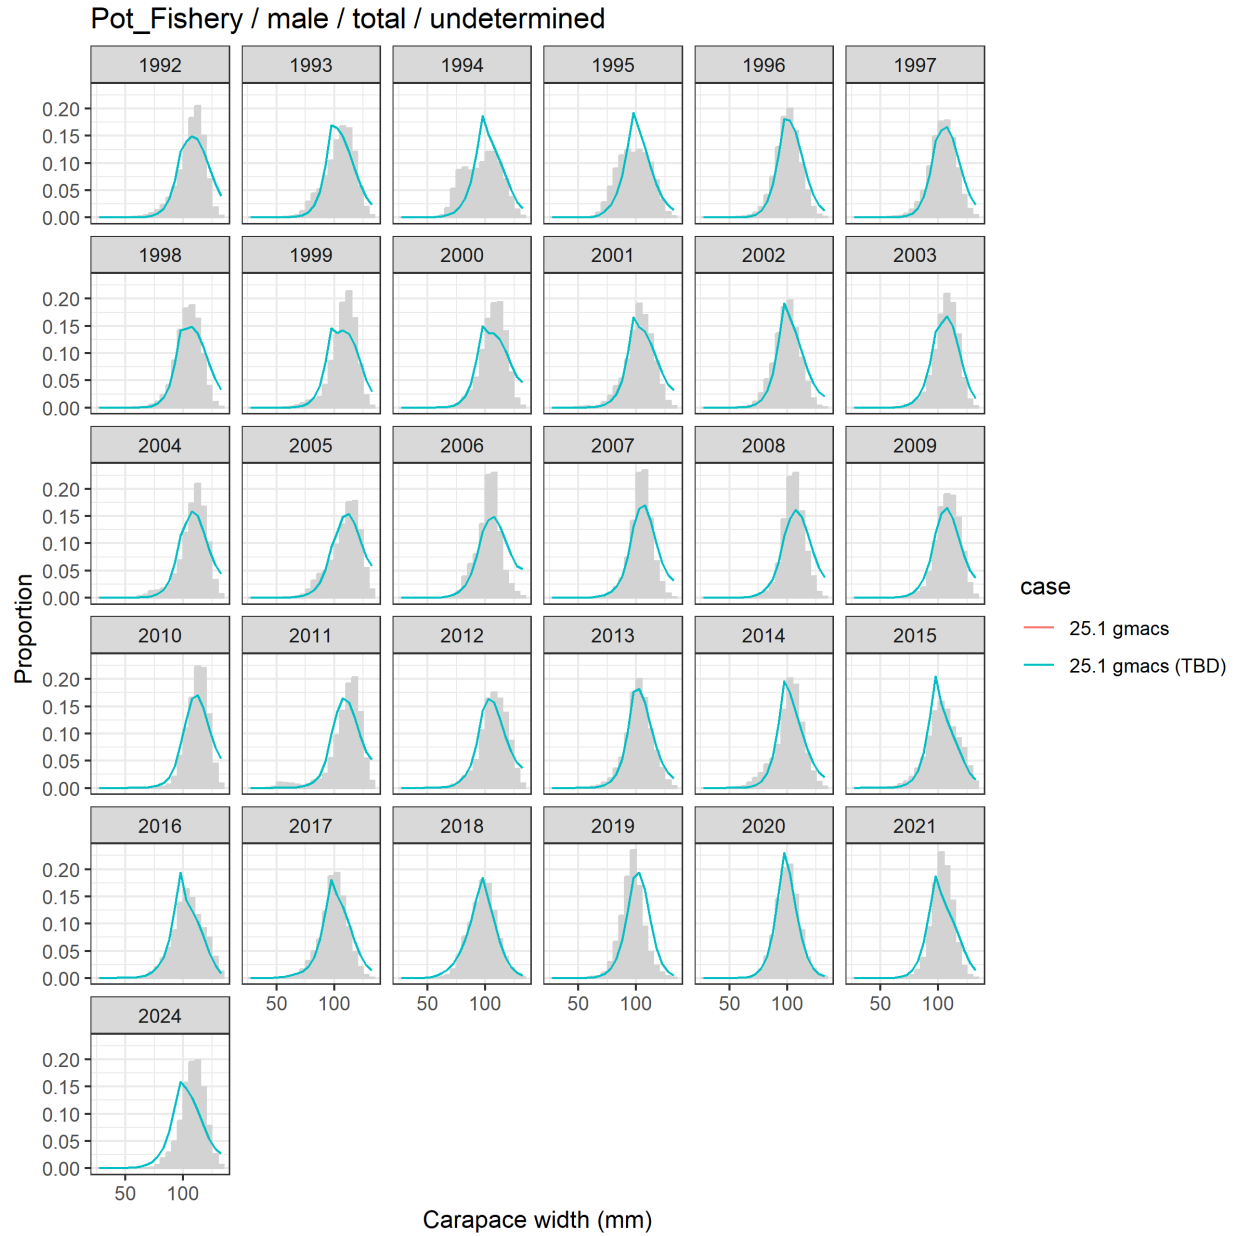 Pot_Fishery / male / total / undetermined
1992 1993 1994 1995 1996 1997
0.20
0.15
0.10
0.05
0.00
1998 1999 2000 2001 2002 2003
0.20
0.15
0.10
0.05
0.00
2004 2005 2006 2007 2008 2009
0.20
0.15
0.10
0.05
0.00
Proportion
case
25.1 gmacs
25.1 gmacs (TBD)
2010 2011 2012 2013 2014 2015
0.20
0.15
0.10
0.05
0.00
2016 2017 2018 2019 2020 2021
0.20
0.15
0.10
0.05
0.00
50 100 50 100 50 100 50 100 50 100
2024
0.20
0.15
0.10
0.05
0.00
50 100
Carapace width (mm)